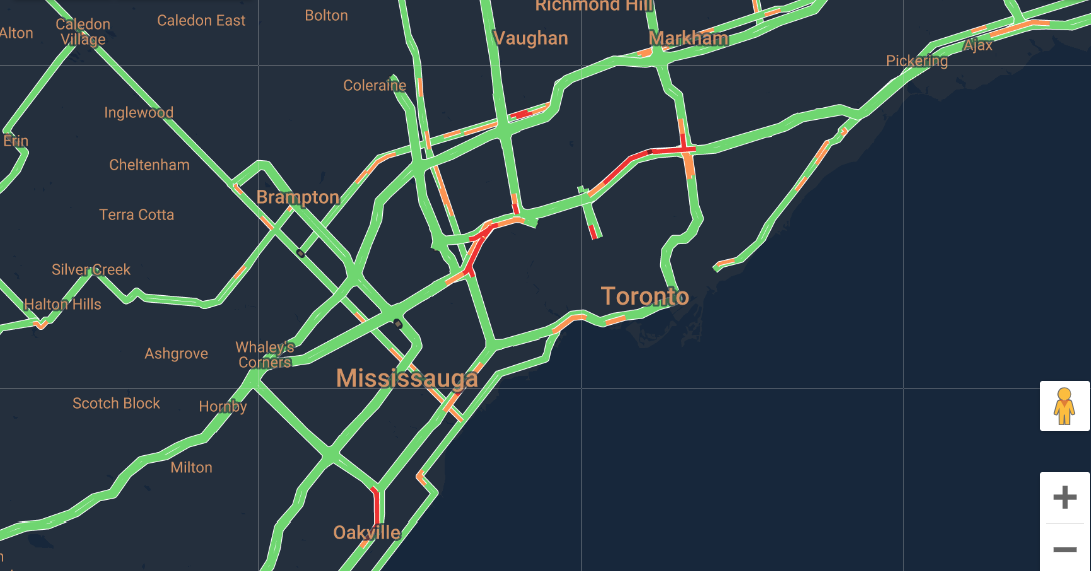 Richmond Hill
Bolton
Caledon East
Caledon
Village
Alton
Vaughan
Markham
Ajax
Pickering
Coleraine
Inglewood
Erin
Cheltenham
Brampton
Terra Cotta
Silver Creek
Halton Hills
Toronto
Whaley's
Corners
Ashgrove
Mississauga
Scotch Block
Hornby
Milton
Oakville